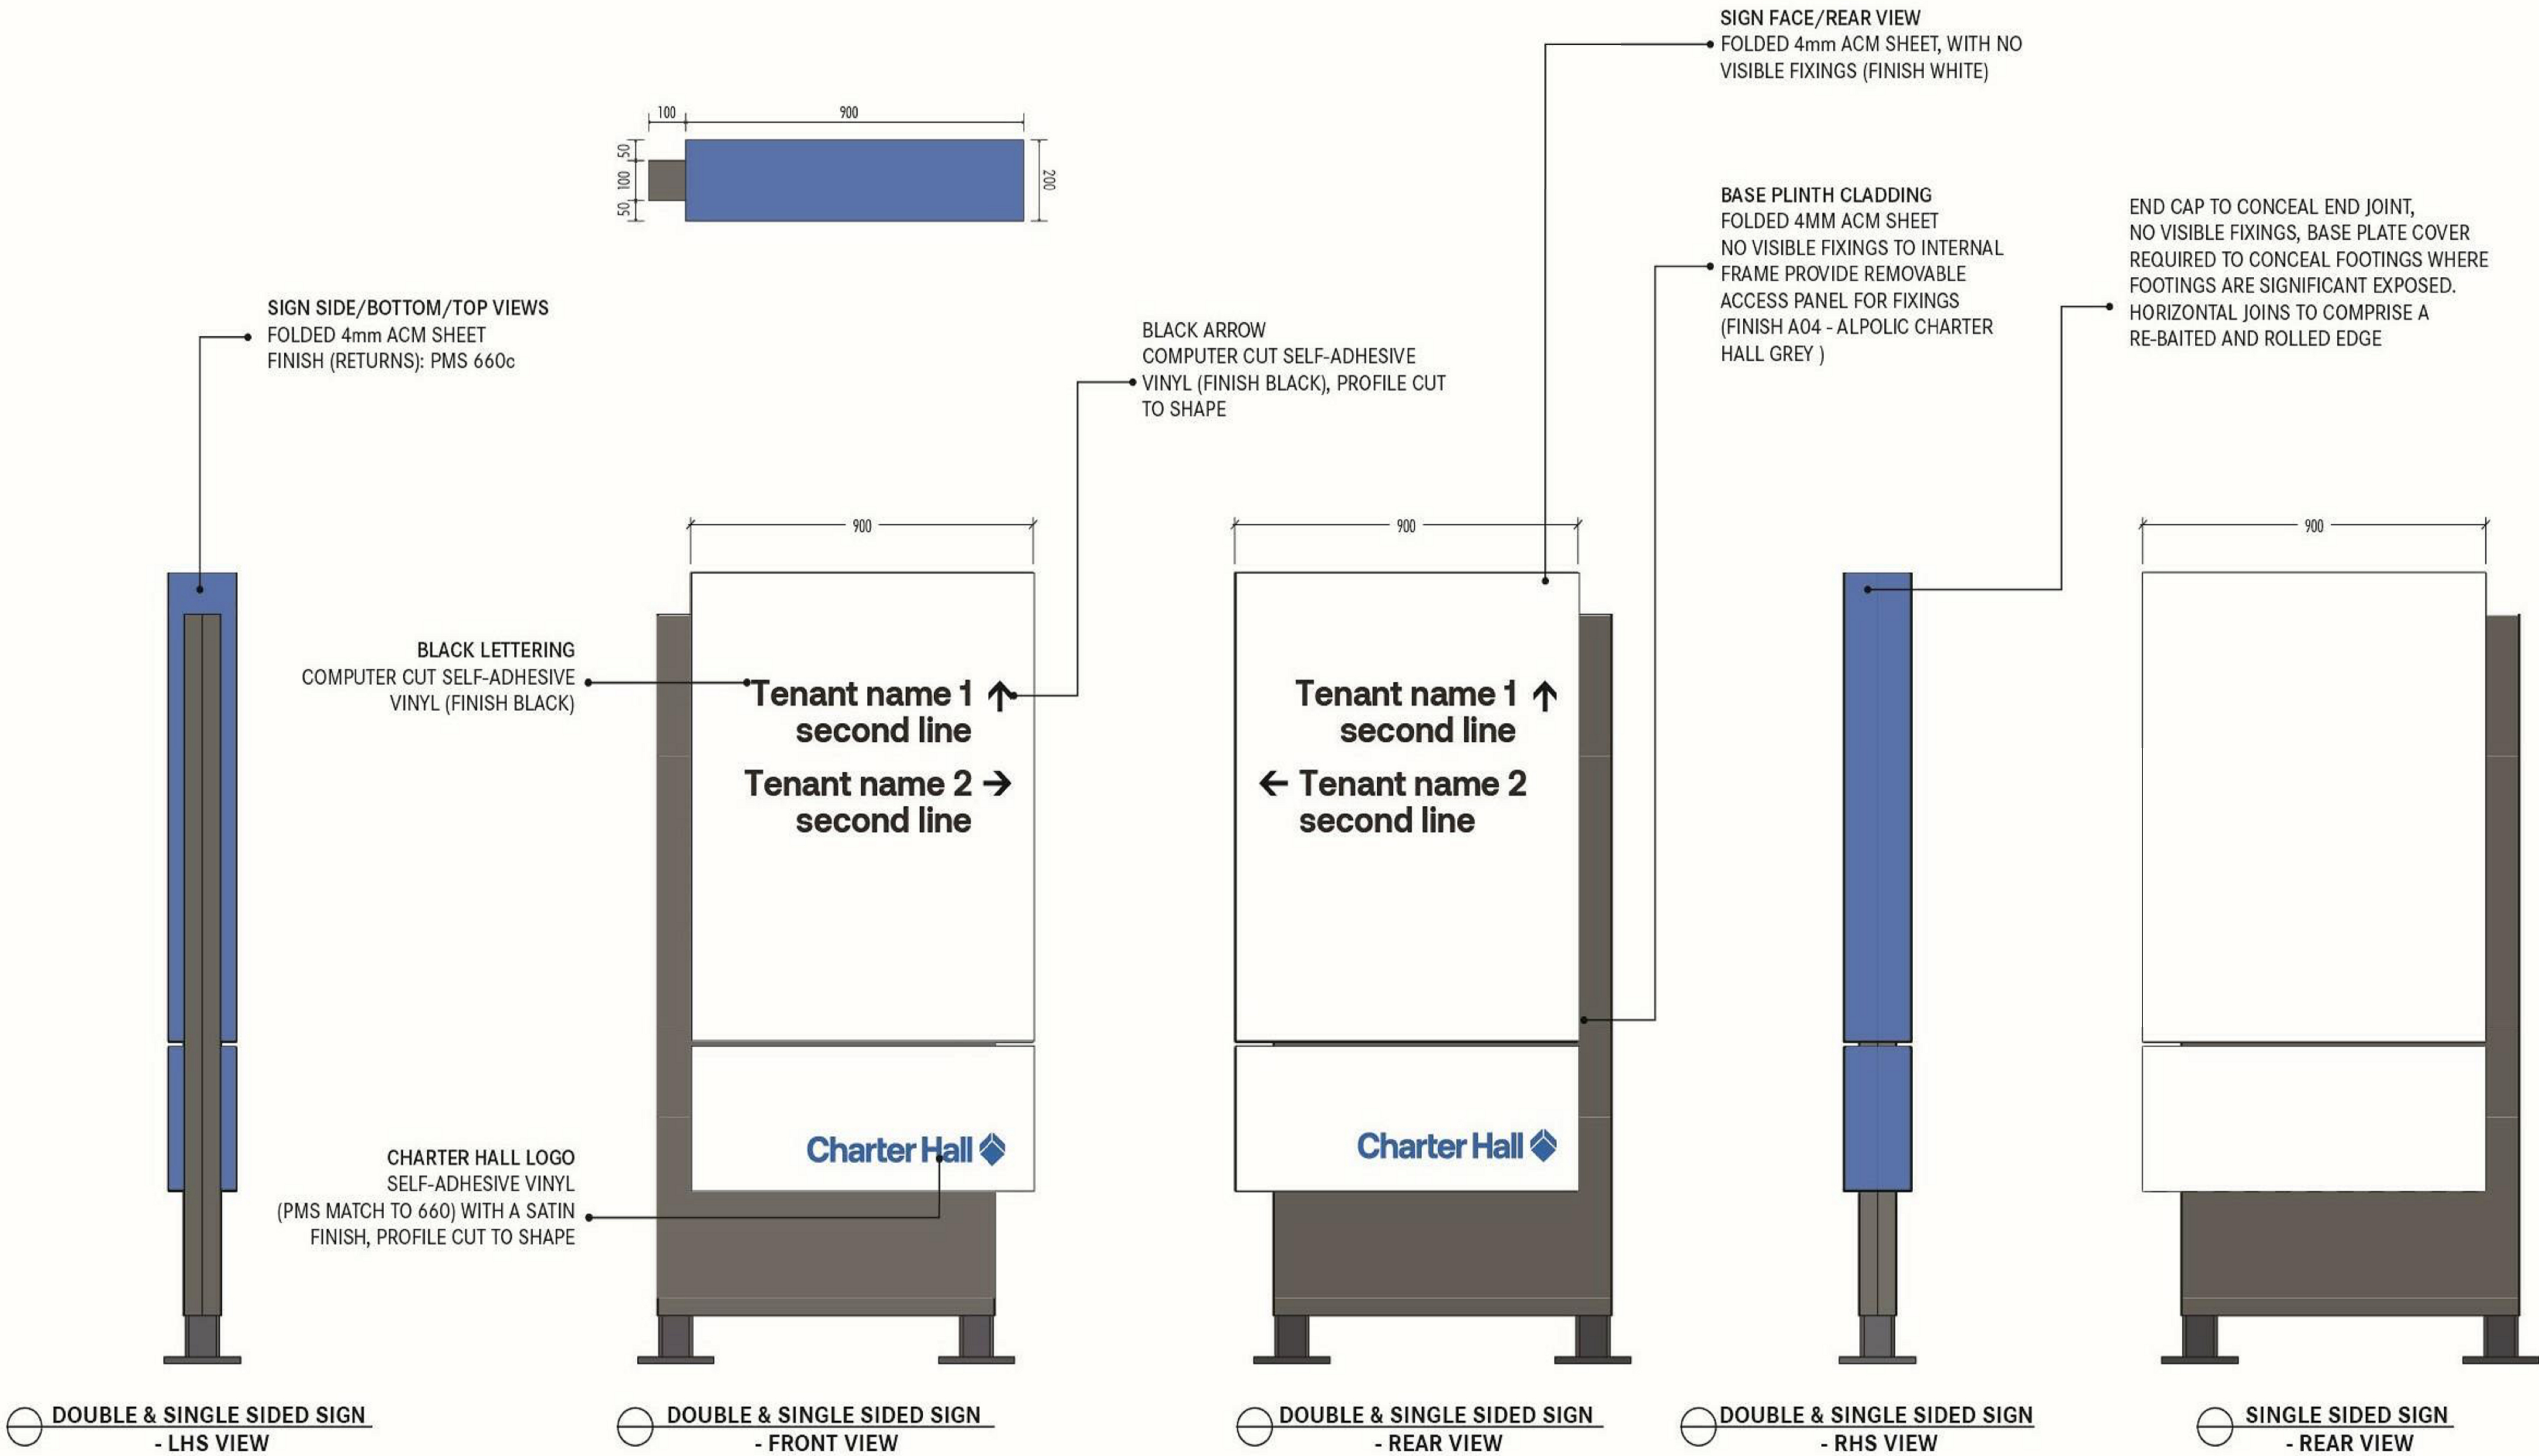 SIGN FACE/REAR VIEW
FOLDED 4mm ACM SHEET, WITH NO
VISIBLE FIXINGS (FINISH WHITE)
100
900
50
100
50
200
BASE PLINTH CLADDING
FOLDED 4MM ACM SHEET
NO VISIBLE FIXINGS TO INTERNAL
FRAME PROVIDE REMOVABLE
ACCESS PANEL FOR FIXINGS
(FINISH A04 - ALPOLIC CHARTER
HALL GREY )
END CAP TO CONCEAL END JOINT,
NO VISIBLE FIXINGS, BASE PLATE COVER
REQUIRED TO CONCEAL FOOTINGS WHERE
FOOTINGS ARE SIGNIFICANT EXPOSED.
HORIZONTAL JOINS TO COMPRISE A
RE-BAITED AND ROLLED EDGE
SIGN SIDE/BOTTOM/TOP VIEWS
FOLDED 4mm ACM SHEET
FINISH (RETURNS): PMS 660c
BLACK ARROW
COMPUTER CUT SELF-ADHESIVE
VINYL (FINISH BLACK), PROFILE CUT
TO SHAPE
900
900
900
BLACK LETTERING
COMPUTER CUT SELF-ADHESIVE
VINYL (FINISH BLACK)
Tenant name 1 ↑
second line
Tenant name 2 →
second line
Tenant name 1 ↑
second line
← Tenant name 2
second line
CHARTER HALL LOGO
SELF-ADHESIVE VINYL
(PMS MATCH TO 660) WITH A SATIN
FINISH, PROFILE CUT TO SHAPE
Charter Hall
Charter Hall
DOUBLE & SINGLE SIDED SIGN
- LHS VIEW
DOUBLE & SINGLE SIDED SIGN
- FRONT VIEW
DOUBLE & SINGLE SIDED SIGN
- REAR VIEW
DOUBLE & SINGLE SIDED SIGN
- RHS VIEW
SINGLE SIDED SIGN
- REAR VIEW